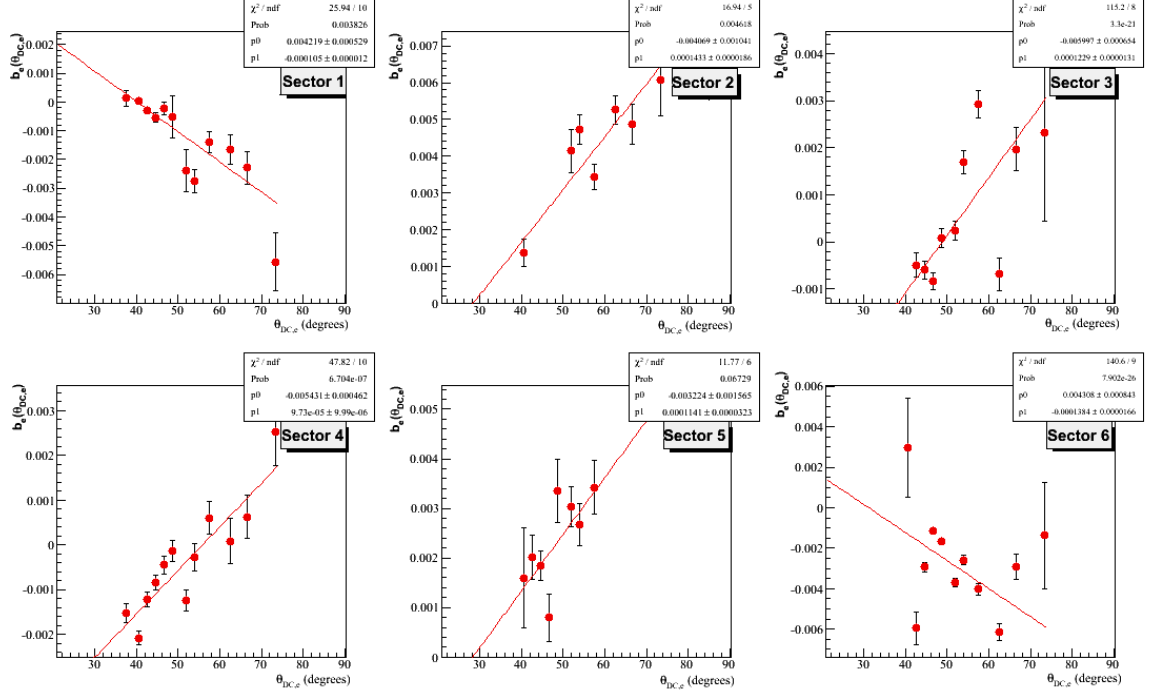 χ² / ndf 25.94 / 10
Prob 0.003826
p0 0.004219 ± 0.000529
p1 -0.000105 ± 0.000012
Sector 1
b_e(θ_DC,e)
0.002
0.001
0
-0.001
-0.002
-0.003
-0.004
-0.005
-0.006
30 40 50 60 70 80 90
θ_DC,e (degrees)
χ² / ndf 16.94 / 5
Prob 0.004618
p0 -0.004069 ± 0.001041
p1 0.0001433 ± 0.0000186
Sector 2
b_e(θ_DC,e)
0.007
0.006
0.005
0.004
0.003
0.002
0.001
0
30 40 50 60 70 80 90
θ_DC,e (degrees)
χ² / ndf 115.2 / 8
Prob 3.3e-21
p0 -0.005997 ± 0.000654
p1 0.0001229 ± 0.0000131
Sector 3
b_e(θ_DC,e)
0.004
0.003
0.002
0.001
0
-0.001
30 40 50 60 70 80 90
θ_DC,e (degrees)
χ² / ndf 47.82 / 10
Prob 6.704e-07
p0 -0.005431 ± 0.000462
p1 9.73e-05 ± 9.99e-06
Sector 4
b_e(θ_DC,e)
0.003
0.002
0.001
0
-0.001
-0.002
30 40 50 60 70 80 90
θ_DC,e (degrees)
χ² / ndf 11.77 / 6
Prob 0.06729
p0 -0.003224 ± 0.001565
p1 0.0001141 ± 0.0000323
Sector 5
b_e(θ_DC,e)
0.005
0.004
0.003
0.002
0.001
0
30 40 50 60 70 80 90
θ_DC,e (degrees)
χ² / ndf 140.6 / 9
Prob 7.902e-26
p0 0.004308 ± 0.000843
p1 -0.0001384 ± 0.0000166
Sector 6
b_e(θ_DC,e)
0.006
0.004
0.002
0
-0.002
-0.004
-0.006
30 40 50 60 70 80 90
θ_DC,e (degrees)